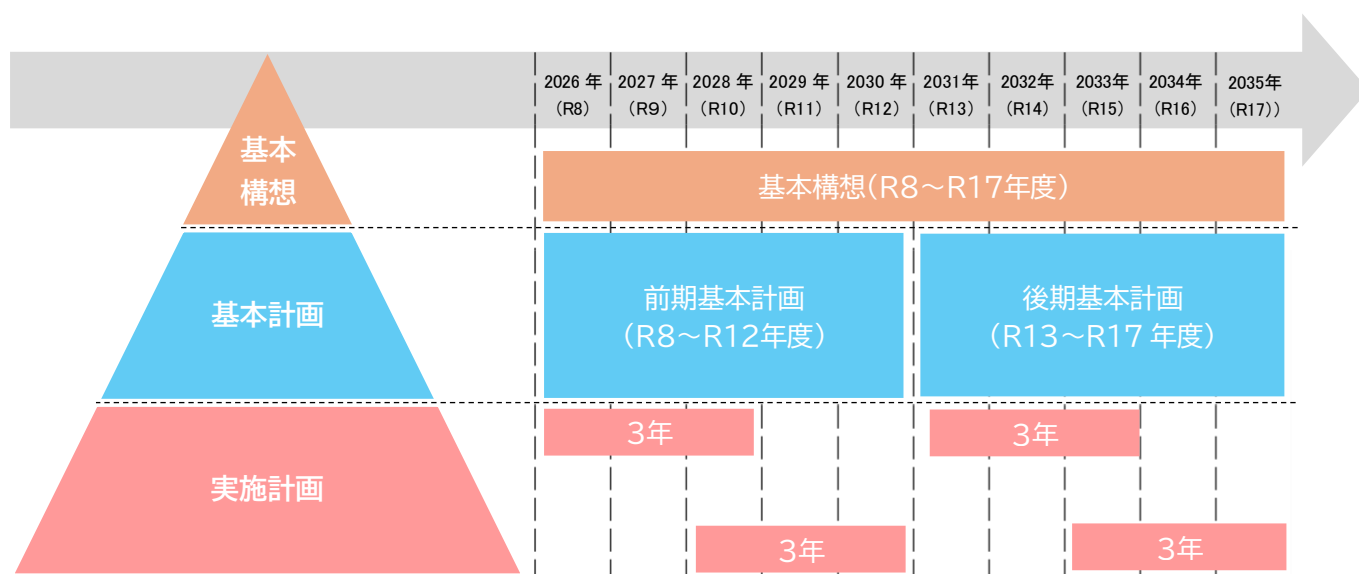 2026 年
(R8)
2027 年
(R9)
2028 年
(R10)
2029 年
(R11)
2030 年
(R12)
2031年
(R13)
2032年
(R14)
2033年
(R15)
2034年
(R16)
2035年
(R17))
基本
構想
基本構想(R8～R17年度)
基本計画
前期基本計画
(R8～R12年度)
後期基本計画
(R13～R17 年度)
実施計画
3年
3年
3年
3年